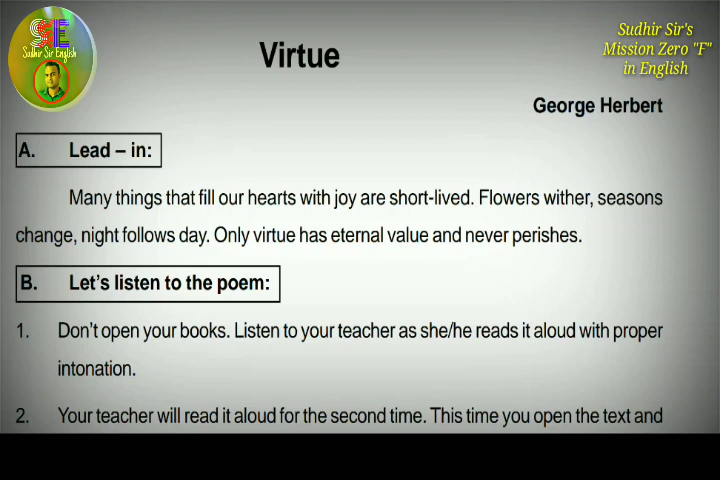 SSE
Sudhir Sir English
Sudhir Sir's
Mission Zero "F"
in English
Virtue
George Herbert
A. Lead – in:
Many things that fill our hearts with joy are short-lived. Flowers wither, seasons
change, night follows day. Only virtue has eternal value and never perishes.
B. Let's listen to the poem:
1. Don't open your books. Listen to your teacher as she/he reads it aloud with proper
intonation.
2. Your teacher will read it aloud for the second time. This time you open the text and